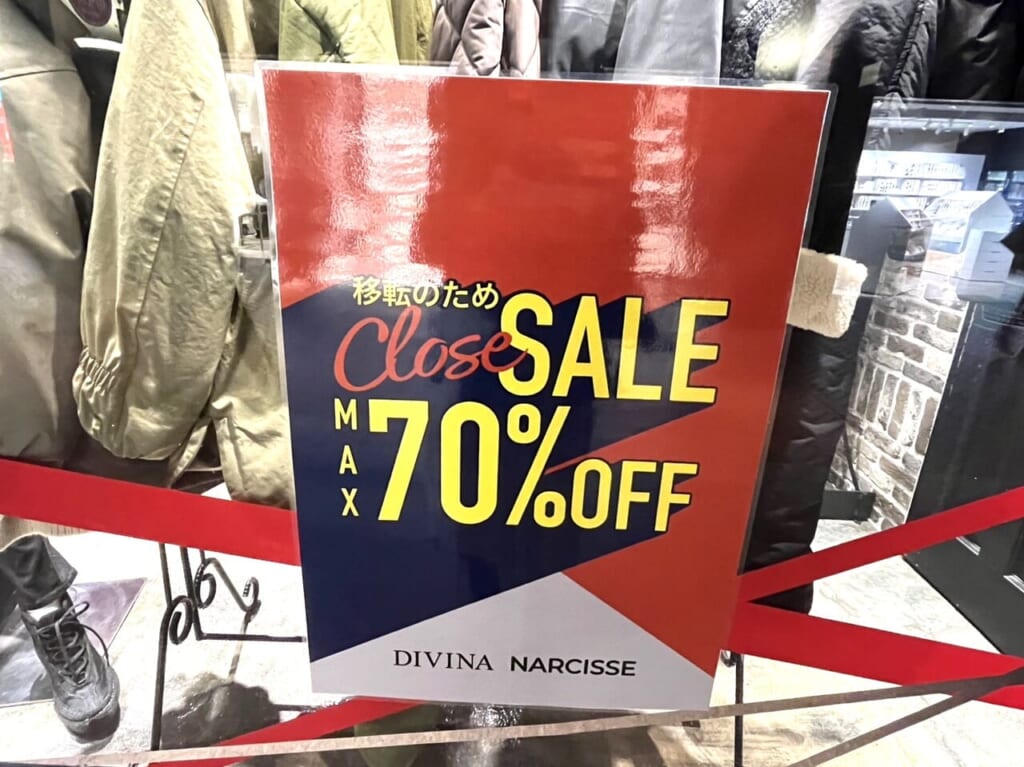 移転のため
Close SALE
MAX 70%OFF
DIVINA NARCISSE